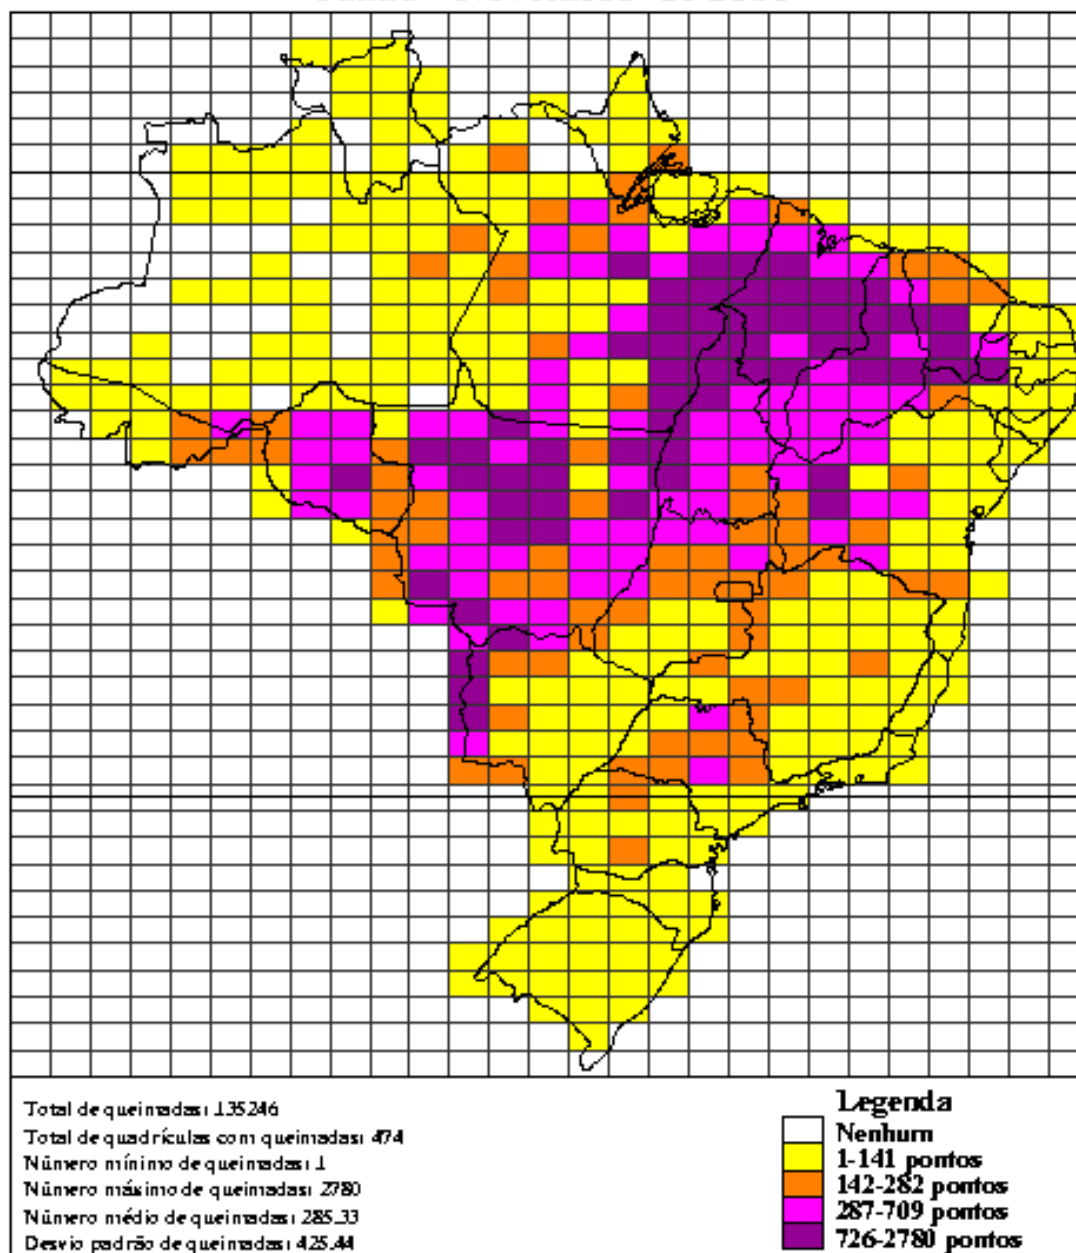 Total de queimadas: 135246
Total de quadrículas com queimadas: 474
Número mínimo de queimadas: 1
Número máximo de queimadas: 2780
Número médio de queimadas: 285.33
Desvio padrão de queimadas: 425.44
Legenda
Nenhum
1-141 pontos
142-282 pontos
287-709 pontos
726-2780 pontos